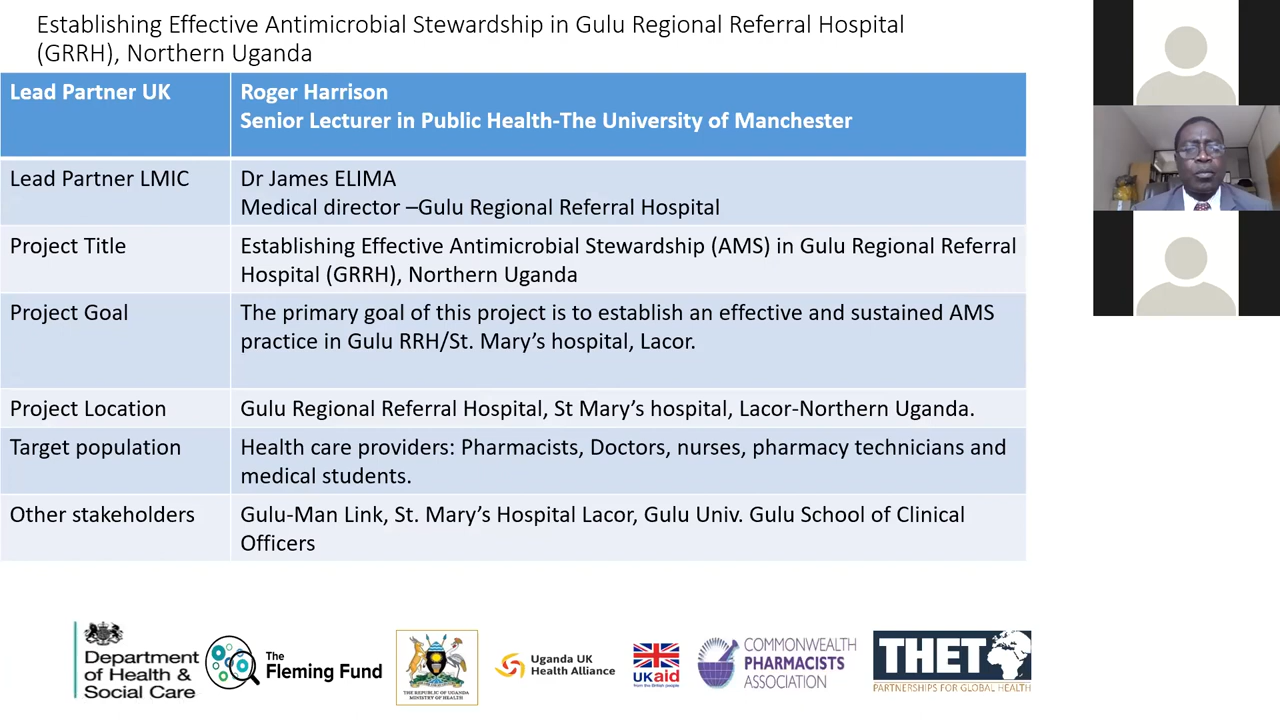 Establishing Effective Antimicrobial Stewardship in Gulu Regional Referral Hospital
(GRRH), Northern Uganda
Lead Partner UK
Roger Harrison
Senior Lecturer in Public Health-The University of Manchester
Lead Partner LMIC
Dr James ELIMA
Medical director –Gulu Regional Referral Hospital
Project Title
Establishing Effective Antimicrobial Stewardship (AMS) in Gulu Regional Referral
Hospital (GRRH), Northern Uganda
Project Goal
The primary goal of this project is to establish an effective and sustained AMS
practice in Gulu RRH/St. Mary’s hospital, Lacor.
Project Location
Gulu Regional Referral Hospital, St Mary’s hospital, Lacor-Northern Uganda.
Target population
Health care providers: Pharmacists, Doctors, nurses, pharmacy technicians and
medical students.
Other stakeholders
Gulu-Man Link, St. Mary’s Hospital Lacor, Gulu Univ. Gulu School of Clinical
Officers
Department
of Health &
Social Care
The
Fleming Fund
THE REPUBLIC OF UGANDA
MINISTRY OF HEALTH
Uganda UK
Health Alliance
UKaid
from the British people
COMMONWEALTH
PHARMACISTS
ASSOCIATION
THET
PARTNERSHIPS FOR GLOBAL HEALTH